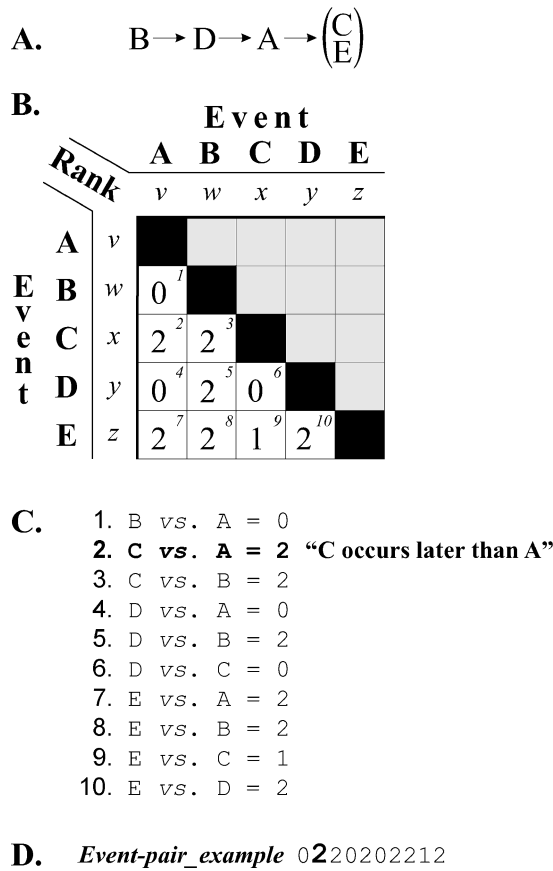 A. B → D → A → (C
E)
B.
Event
Rank A B C D E
v w x y z
A v
B w 0 1
C x 2 2 2 3
D y 0 4 2 5 0 6
E z 2 7 2 8 1 9 2 10
Event
C. 1. B vs. A = 0
2. C vs. A = 2 “C occurs later than A”
3. C vs. B = 2
4. D vs. A = 0
5. D vs. B = 2
6. D vs. C = 0
7. E vs. A = 2
8. E vs. B = 2
9. E vs. C = 1
10. E vs. D = 2
D. Event-pair_example 0220202212